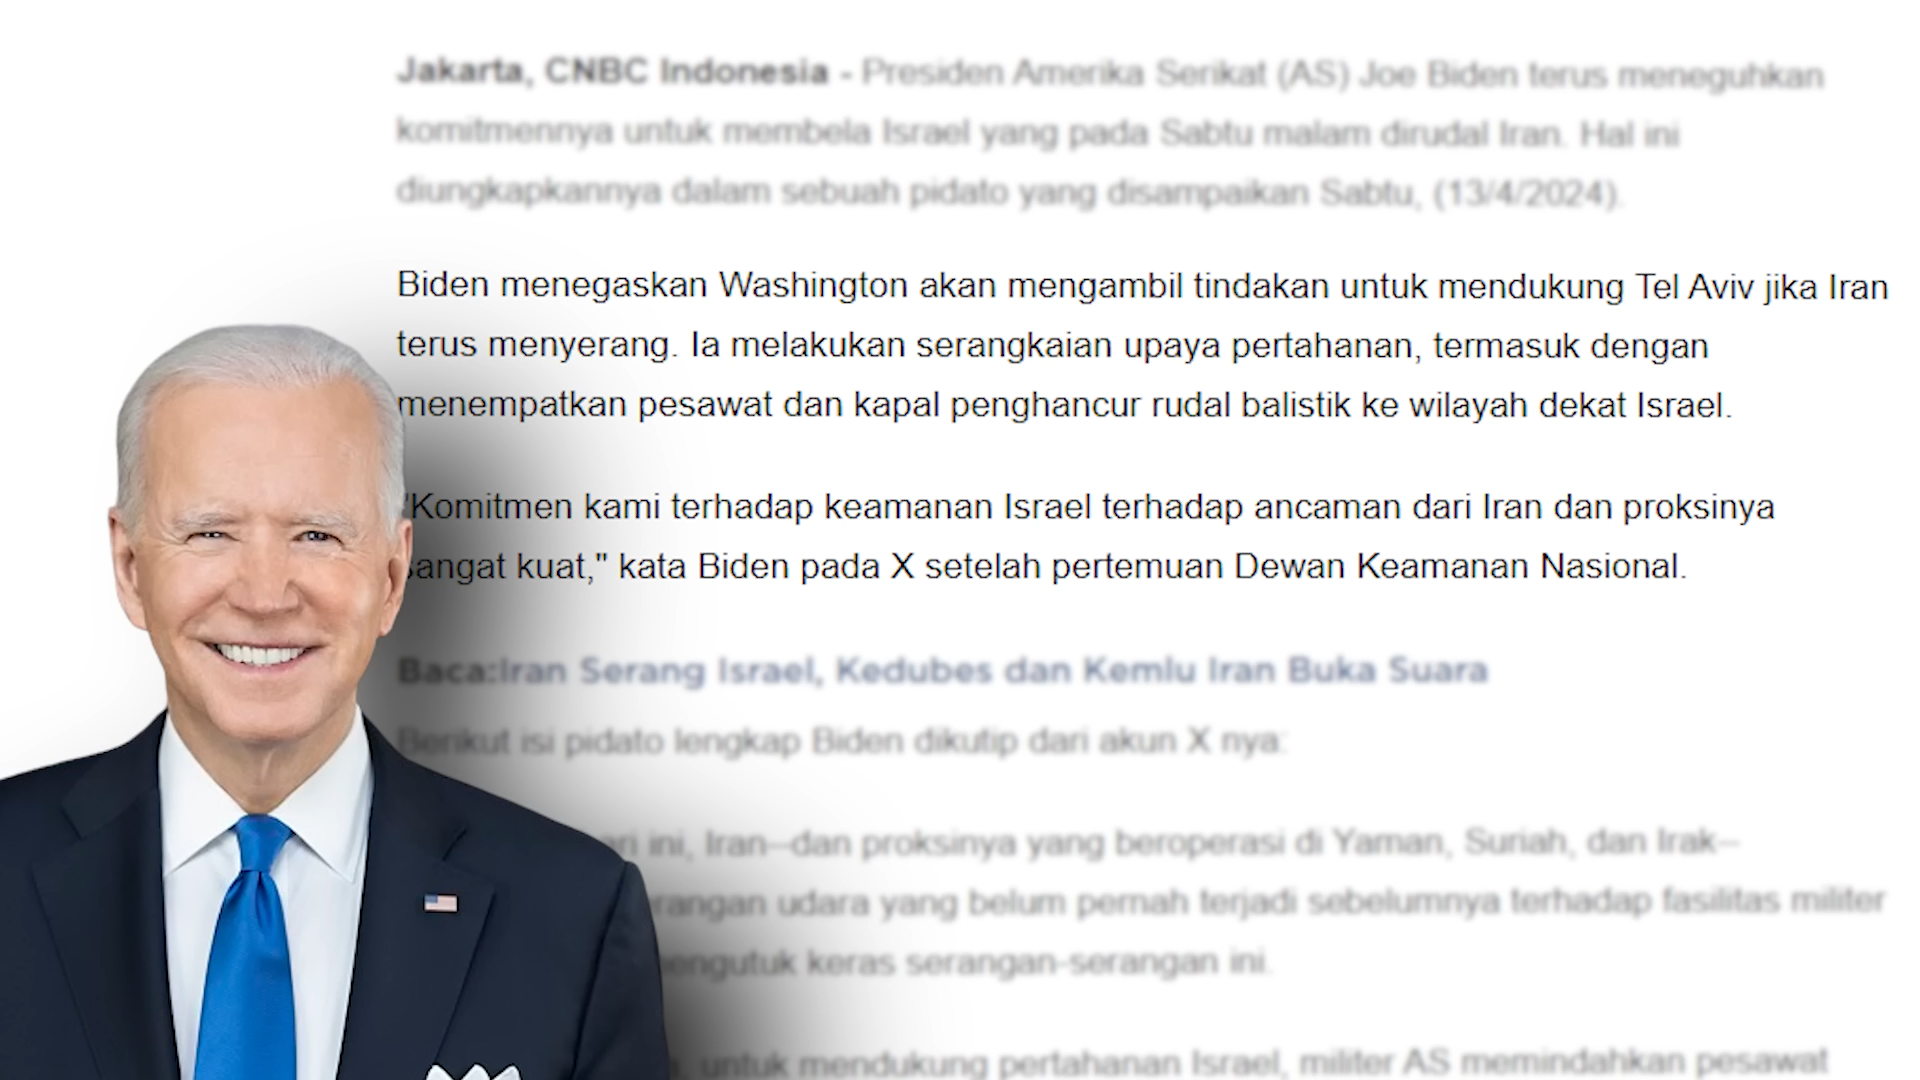 Jakarta, CNBC Indonesia - Presiden Amerika Serikat (AS) Joe Biden terus meneguhkan
komitmennya untuk membela Israel yang pada Sabtu malam dirudal Iran. Hal ini
diungkapkannya dalam sebuah pidato yang disampaikan Sabtu, (13/4/2024).
Biden menegaskan Washington akan mengambil tindakan untuk mendukung Tel Aviv jika Iran
terus menyerang. Ia melakukan serangkaian upaya pertahanan, termasuk dengan
menempatkan pesawat dan kapal penghancur rudal balistik ke wilayah dekat Israel.
"Komitmen kami terhadap keamanan Israel terhadap ancaman dari Iran dan proksinya
sangat kuat," kata Biden pada X setelah pertemuan Dewan Keamanan Nasional.
Baca:Iran Serang Israel, Kedubes dan Kemlu Iran Buka Suara
Berikut isi pidato lengkap Biden dikutip dari akun X nya:
ini, Iran--dan proksinya yang beroperasi di Yaman, Suriah, dan Irak--
udara yang belum pernah terjadi sebelumnya terhadap fasilitas militer
keras serangan-serangan ini.
untuk mendukung pertahanan Israel, militer AS memindahkan pesawat